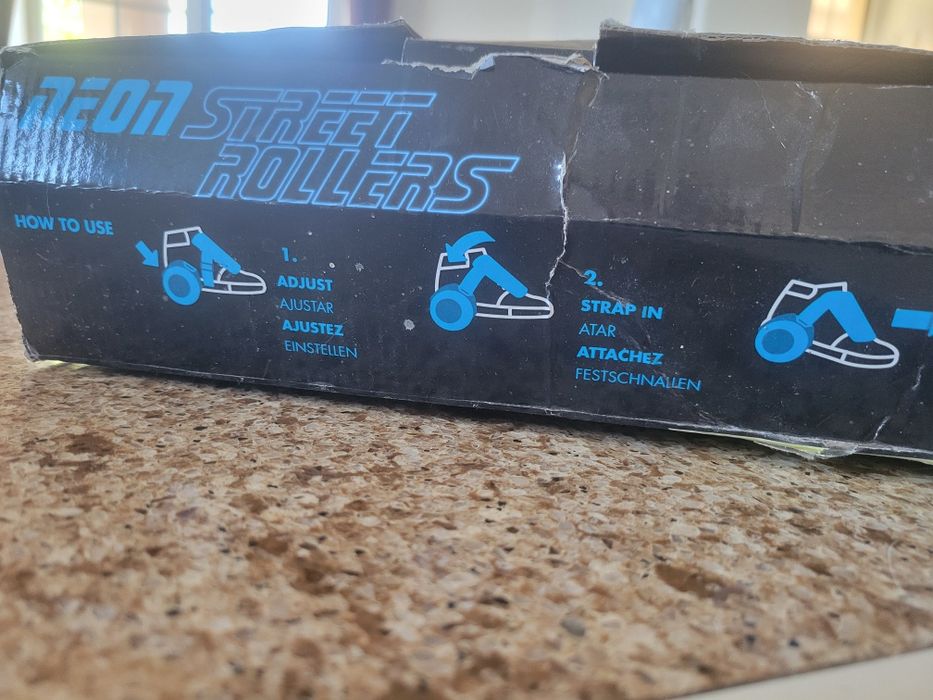 NEON STREET
ROLLERS
HOW TO USE
1.
ADJUST
AJUSTAR
AJUSTEZ
EINSTELLEN
2.
STRAP IN
ATAR
ATTACHEZ
FESTSCHNALLEN